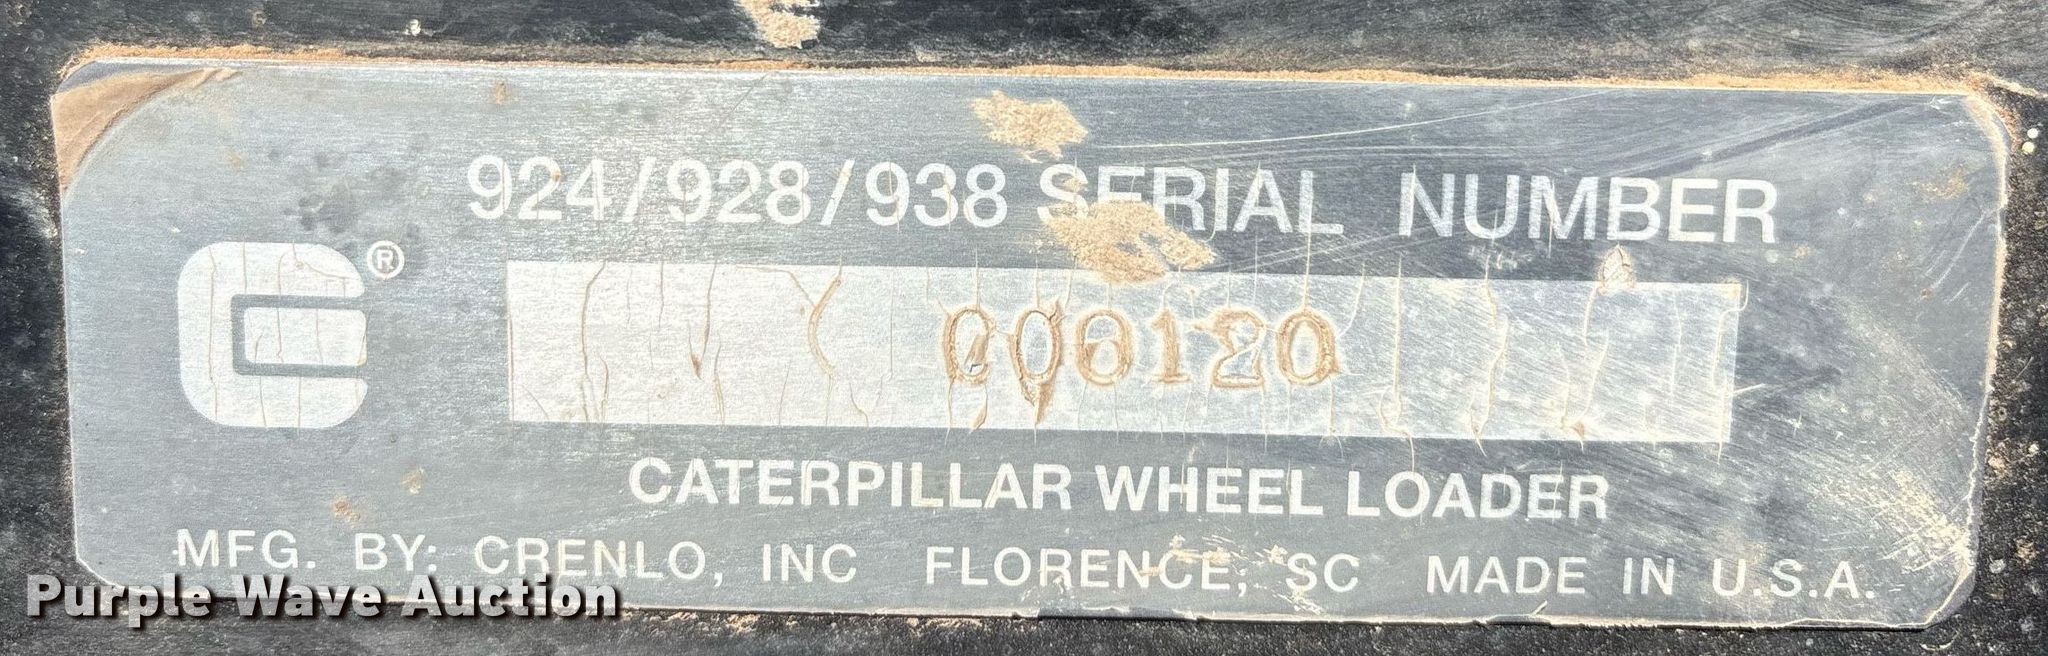 924/928/938 SERIAL NUMBER
®
000120
CATERPILLAR WHEEL LOADER
MFG. BY: CRENLO, INC FLORENCE, SC MADE IN U.S.A.
Purple Wave Auction